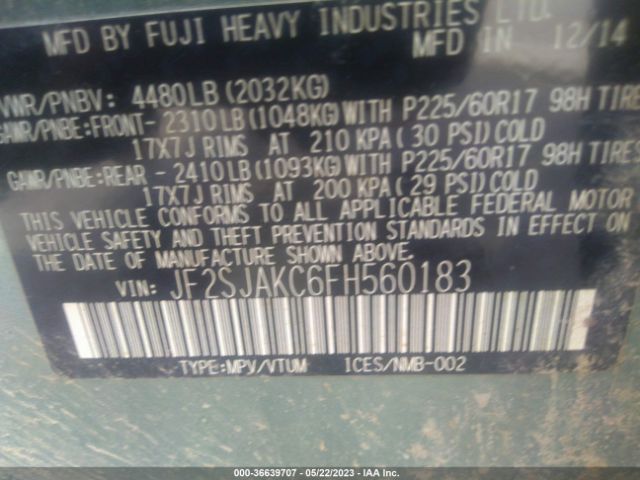 MFD BY FUJI HEAVY INDUSTRIES LTD.
MFD IN 12/14
VWR/PNBV: 4480LB (2032KG)
GAWR/PNBE:FRONT- 2310LB (1048KG) WITH P225/60R17 98H TIRE
17X7J RIMS AT 210 KPA (30 PSI) COLD
GAWR/PNBE:REAR - 2410LB (1093KG) WITH P225/60R17 98H TIRES
17X7J RIMS AT 200 KPA (29 PSI) COLD
THIS VEHICLE CONFORMS TO ALL APPLICABLE FEDERAL MOTOR
VEHICLE SAFETY AND THEFT PREVENTION STANDARDS IN EFFECT ON
THE DATE OF MANUFACTURE SHOWN ABOVE.
VIN: JF2SJAKC6FH560183
TYPE:MPV/VTUM ICES/NMB-002
000-36639707 - 05/22/2023 - IAA Inc.